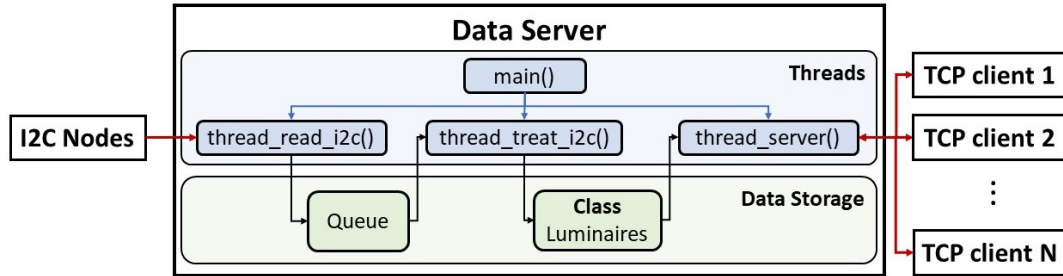 Data Server
Threads
main()
I2C Nodes
thread_read_i2c()
thread_treat_i2c()
thread_server()
Data Storage
Queue
Class
Luminaires
TCP client 1
TCP client 2
⋮
TCP client N